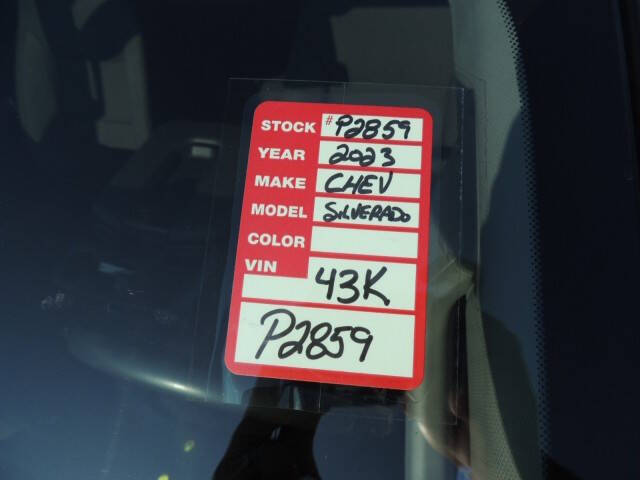 STOCK # P2859
YEAR 2023
MAKE CHEV
MODEL SILVERADO
COLOR
VIN 43K
P2859